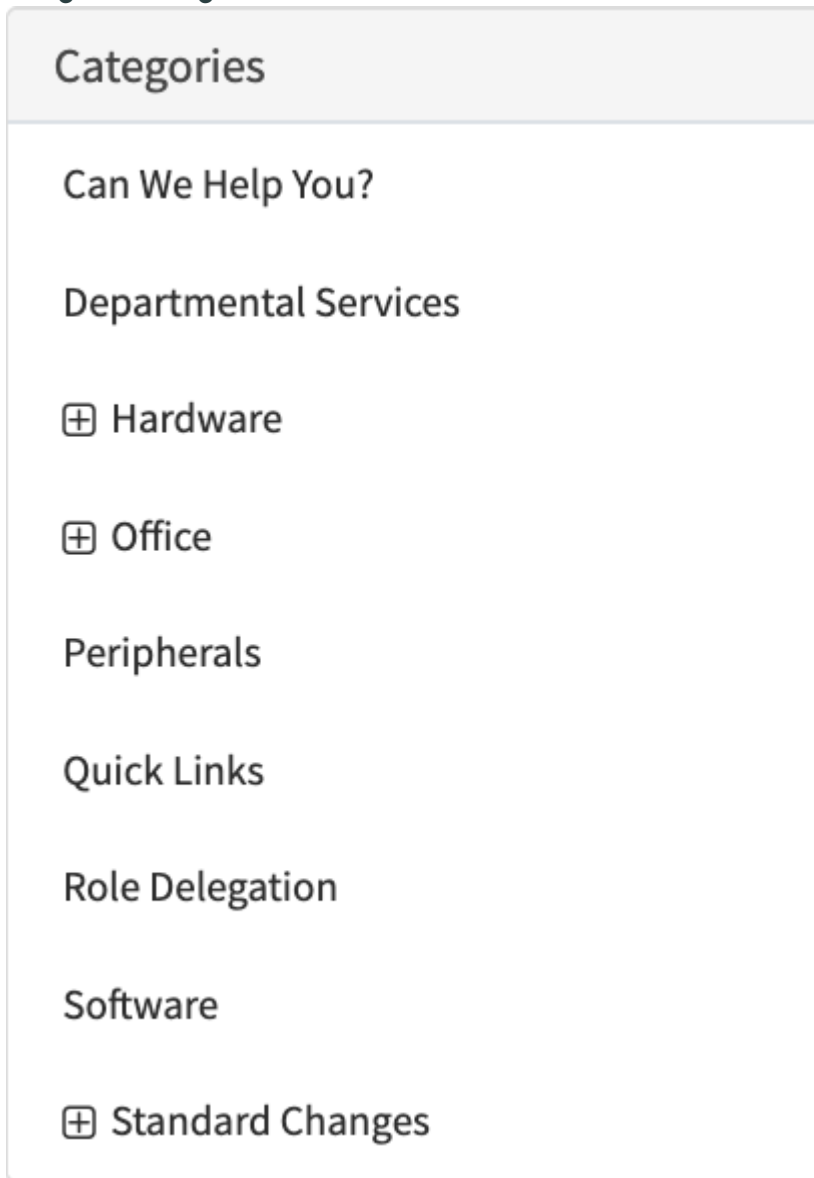 Categories
Can We Help You?
Departmental Services
Hardware
Office
Peripherals
Quick Links
Role Delegation
Software
Standard Changes